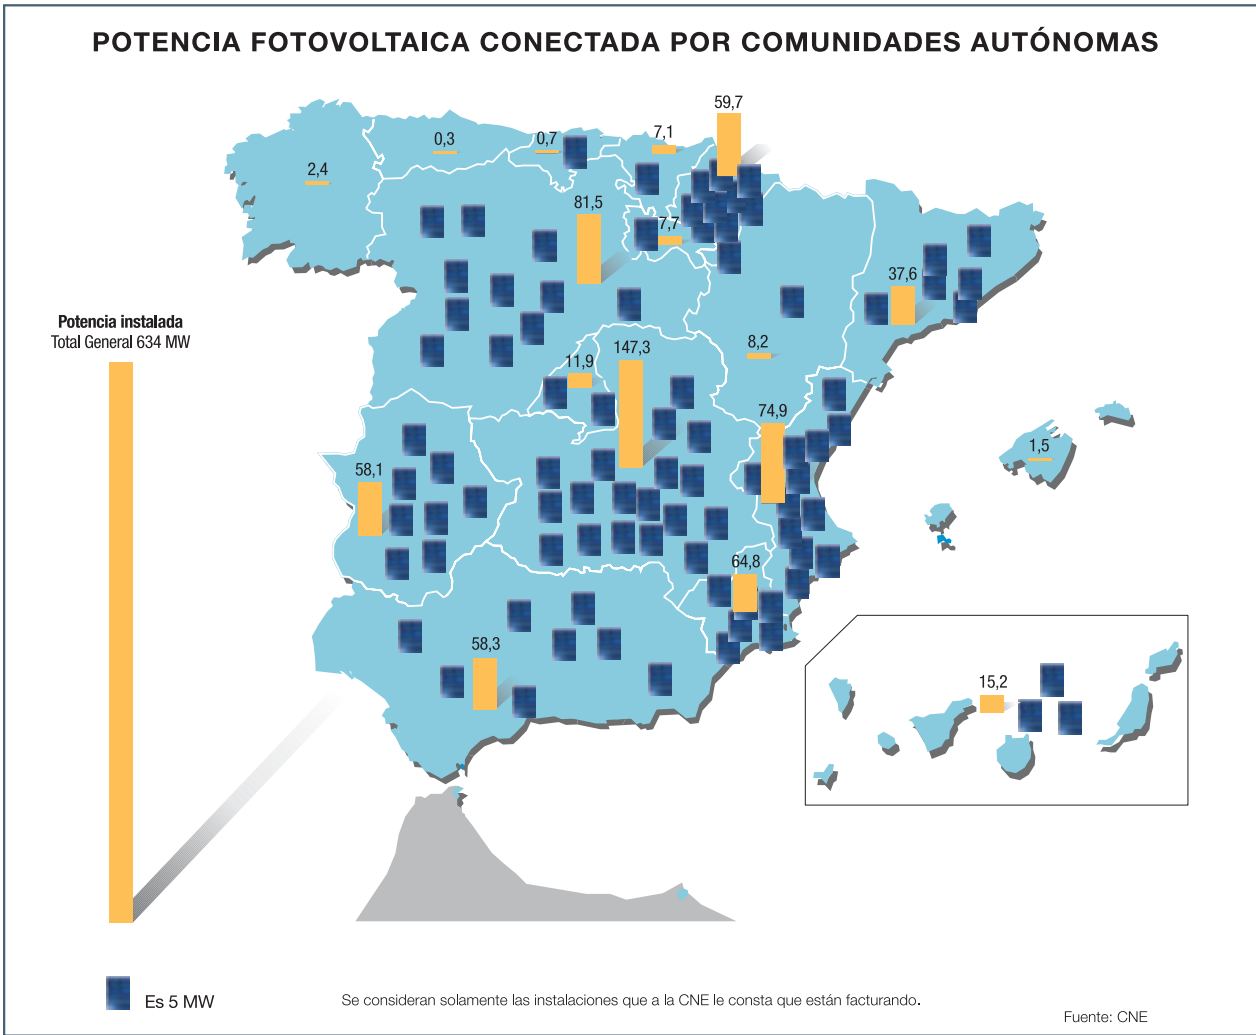 POTENCIA FOTOVOLTAICA CONECTADA POR COMUNIDADES AUTÓNOMAS
59,7
0,3
0,7
7,1
2,4
81,5
7,7
37,6
Potencia instalada
Total General 634 MW
147,3
8,2
11,9
74,9
1,5
58,1
64,8
58,3
15,2
Es 5 MW
Se consideran solamente las instalaciones que a la CNE le consta que están facturando.
Fuente: CNE